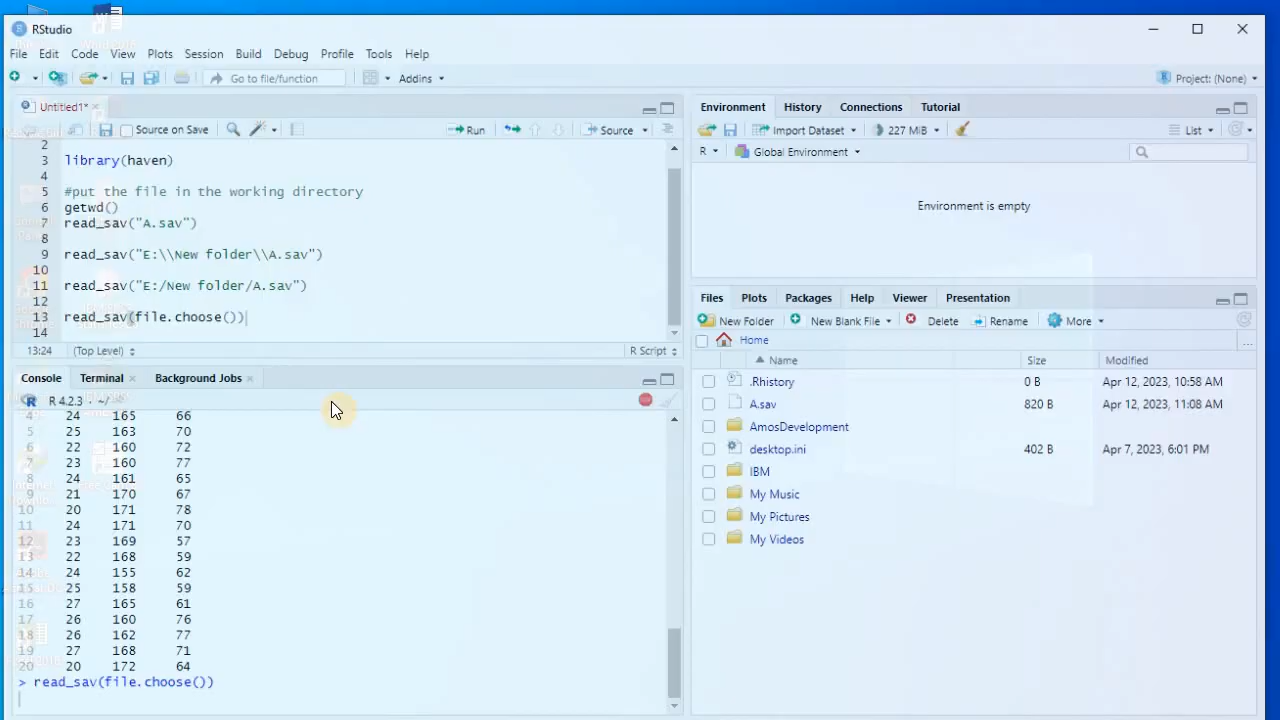 RStudio
File Edit Code View Plots Session Build Debug Profile Tools Help
Go to file/function Addins Project: (None)
Untitled1*
Source on Save Run Source
2
3 library(haven)
4
5 #put the file in the working directory
6 getwd()
7 read_sav("A.sav")
8
9 read_sav("E:\\New folder\\A.sav")
10
11 read_sav("E:/New folder/A.sav")
12
13 read_sav(file.choose())
14
13:24 (Top Level) R Script
Console Terminal Background Jobs
R 4.2.3 · ~/
4 24 165 66
5 25 163 70
6 22 160 72
7 23 160 77
8 24 161 65
9 21 170 67
10 20 171 78
11 24 171 70
12 23 169 57
13 22 168 59
14 24 155 62
15 25 158 59
16 27 165 61
17 26 160 76
18 26 162 77
19 27 168 71
20 20 172 64
> read_sav(file.choose())
Environment History Connections Tutorial
Import Dataset 227 MiB List
R Global Environment
Environment is empty
Files Plots Packages Help Viewer Presentation
New Folder New Blank File Delete Rename More
Home
Name Size Modified
.Rhistory 0 B Apr 12, 2023, 10:58 AM
A.sav 820 B Apr 12, 2023, 11:08 AM
AmosDevelopment
desktop.ini 402 B Apr 7, 2023, 6:01 PM
IBM
My Music
My Pictures
My Videos